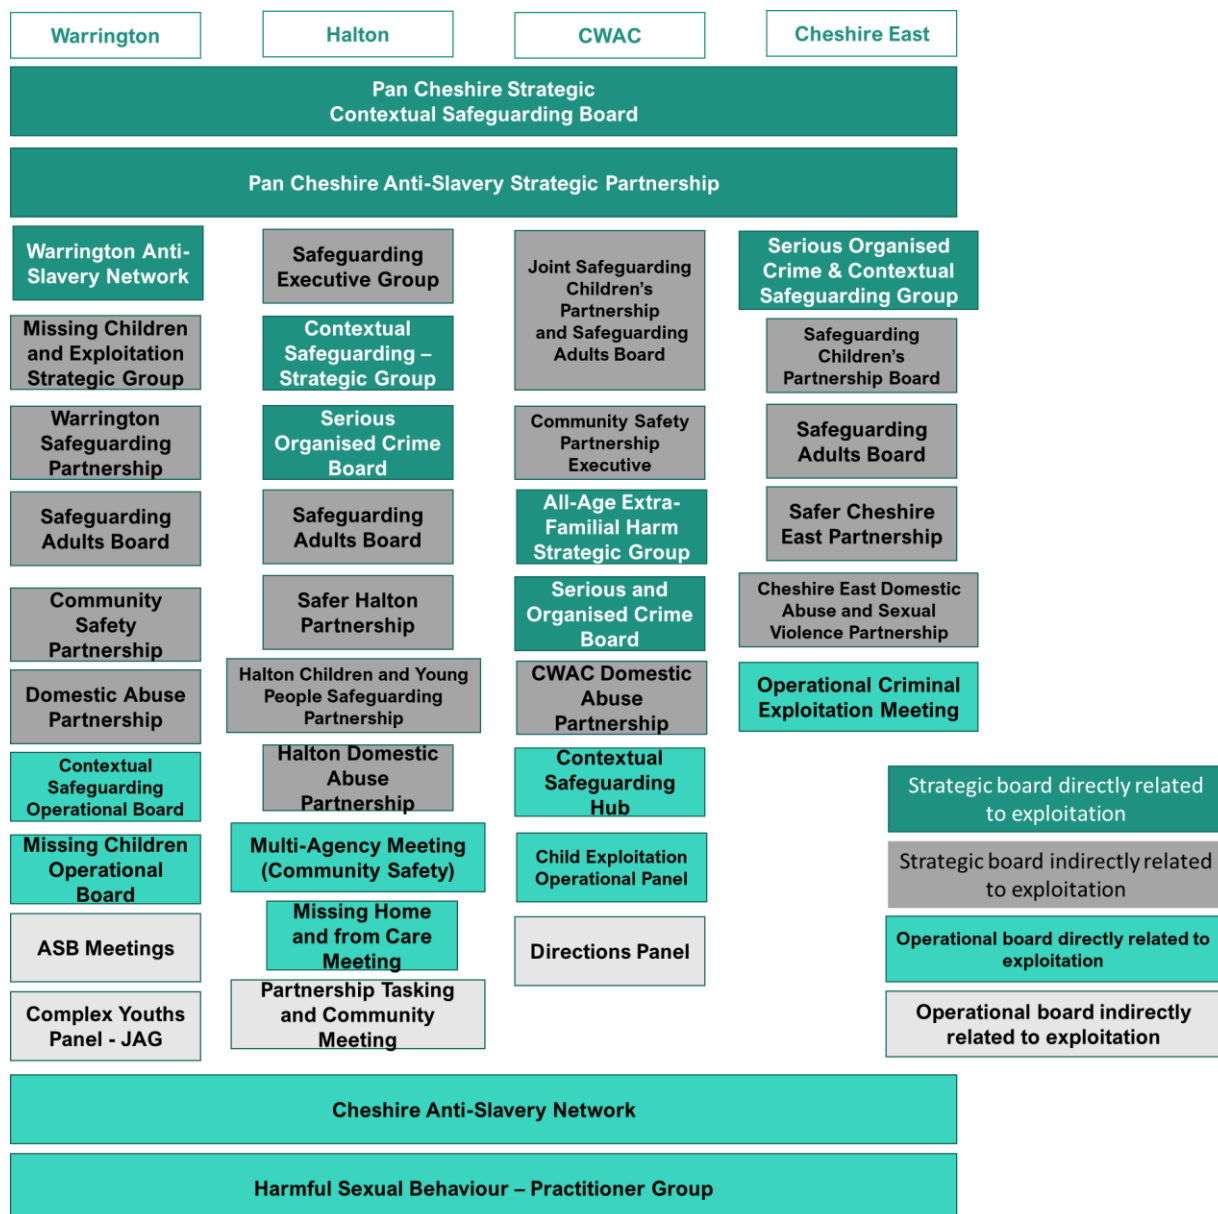 Warrington
Halton
CWAC
Cheshire East
Pan Cheshire Strategic
Contextual Safeguarding Board
Pan Cheshire Anti-Slavery Strategic Partnership
Warrington Anti-
Slavery Network
Missing Children
and Exploitation
Strategic Group
Warrington
Safeguarding
Partnership
Safeguarding
Adults Board
Community
Safety
Partnership
Domestic Abuse
Partnership
Contextual
Safeguarding
Operational Board
Missing Children
Operational
Board
ASB Meetings
Complex Youths
Panel - JAG
Safeguarding
Executive Group
Contextual
Safeguarding –
Strategic Group
Serious
Organised Crime
Board
Safeguarding
Adults Board
Safer Halton
Partnership
Halton Children and Young
People Safeguarding
Partnership
Halton Domestic
Abuse
Partnership
Multi-Agency Meeting
(Community Safety)
Missing Home
and from Care
Meeting
Partnership Tasking
and Community
Meeting
Joint Safeguarding
Children’s
Partnership
and Safeguarding
Adults Board
Community Safety
Partnership
Executive
All-Age Extra-
Familial Harm
Strategic Group
Serious and
Organised Crime
Board
CWAC Domestic
Abuse
Partnership
Contextual
Safeguarding
Hub
Child Exploitation
Operational Panel
Directions Panel
Serious Organised
Crime & Contextual
Safeguarding Group
Safeguarding
Children’s
Partnership Board
Safeguarding
Adults Board
Safer Cheshire
East Partnership
Cheshire East Domestic
Abuse and Sexual
Violence Partnership
Operational Criminal
Exploitation Meeting
Strategic board directly related
to exploitation
Strategic board indirectly related
to exploitation
Operational board directly related to
exploitation
Operational board indirectly
related to exploitation
Cheshire Anti-Slavery Network
Harmful Sexual Behaviour – Practitioner Group